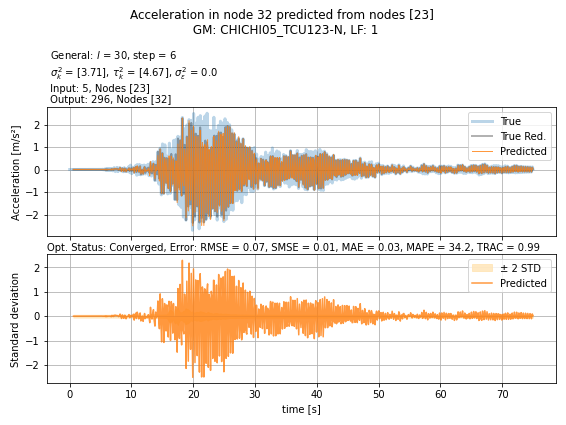 Acceleration in node 32 predicted from nodes [23]
GM: CHICHI05_TCU123-N, LF: 1
General: l = 30, step = 6
σ²ₖ = [3.71], τ²ₖ = [4.67], σ²ε = 0.0
Input: 5, Nodes [23]
Output: 296, Nodes [32]
Acceleration [m/s²]
2
1
0
−1
−2
True
True Red.
Predicted
Opt. Status: Converged, Error: RMSE = 0.07, SMSE = 0.01, MAE = 0.03, MAPE = 34.2, TRAC = 0.99
Standard deviation
2
1
0
−1
−2
± 2 STD
Predicted
0 10 20 30 40 50 60 70
time [s]